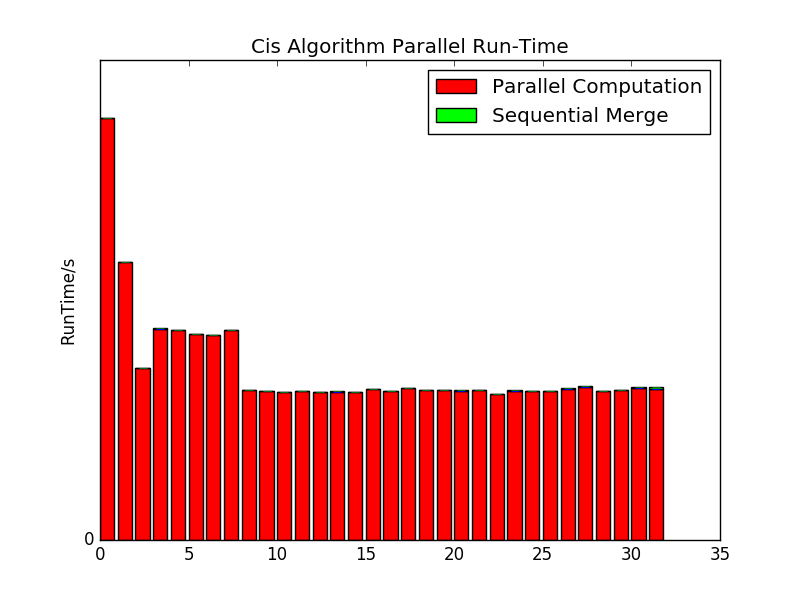 Cis Algorithm Parallel Run-Time
Parallel Computation
Sequential Merge
RunTime/s
0
0 5 10 15 20 25 30 35